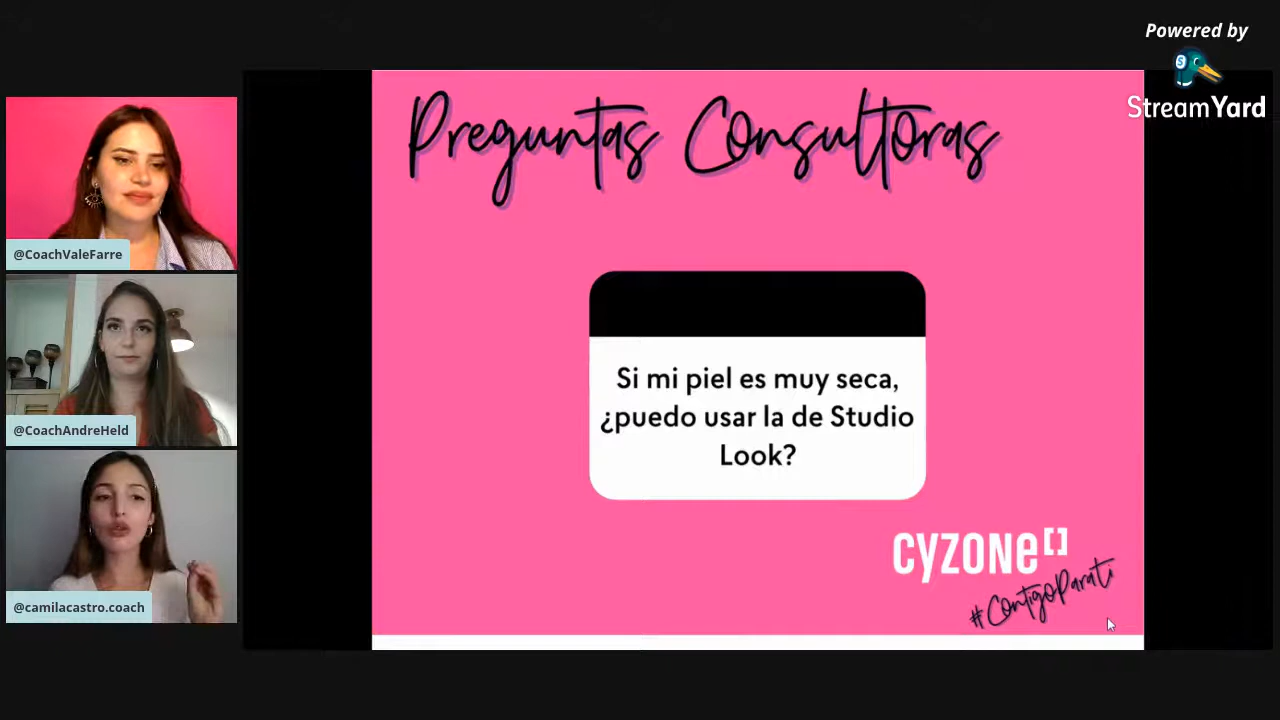 Powered by
StreamYard
Preguntas Consultoras
@CoachValeFarre
@CoachAndreHeld
@camilacastro.coach
Si mi piel es muy seca,
¿puedo usar la de Studio
Look?
cyzone[]
#ContigoParati